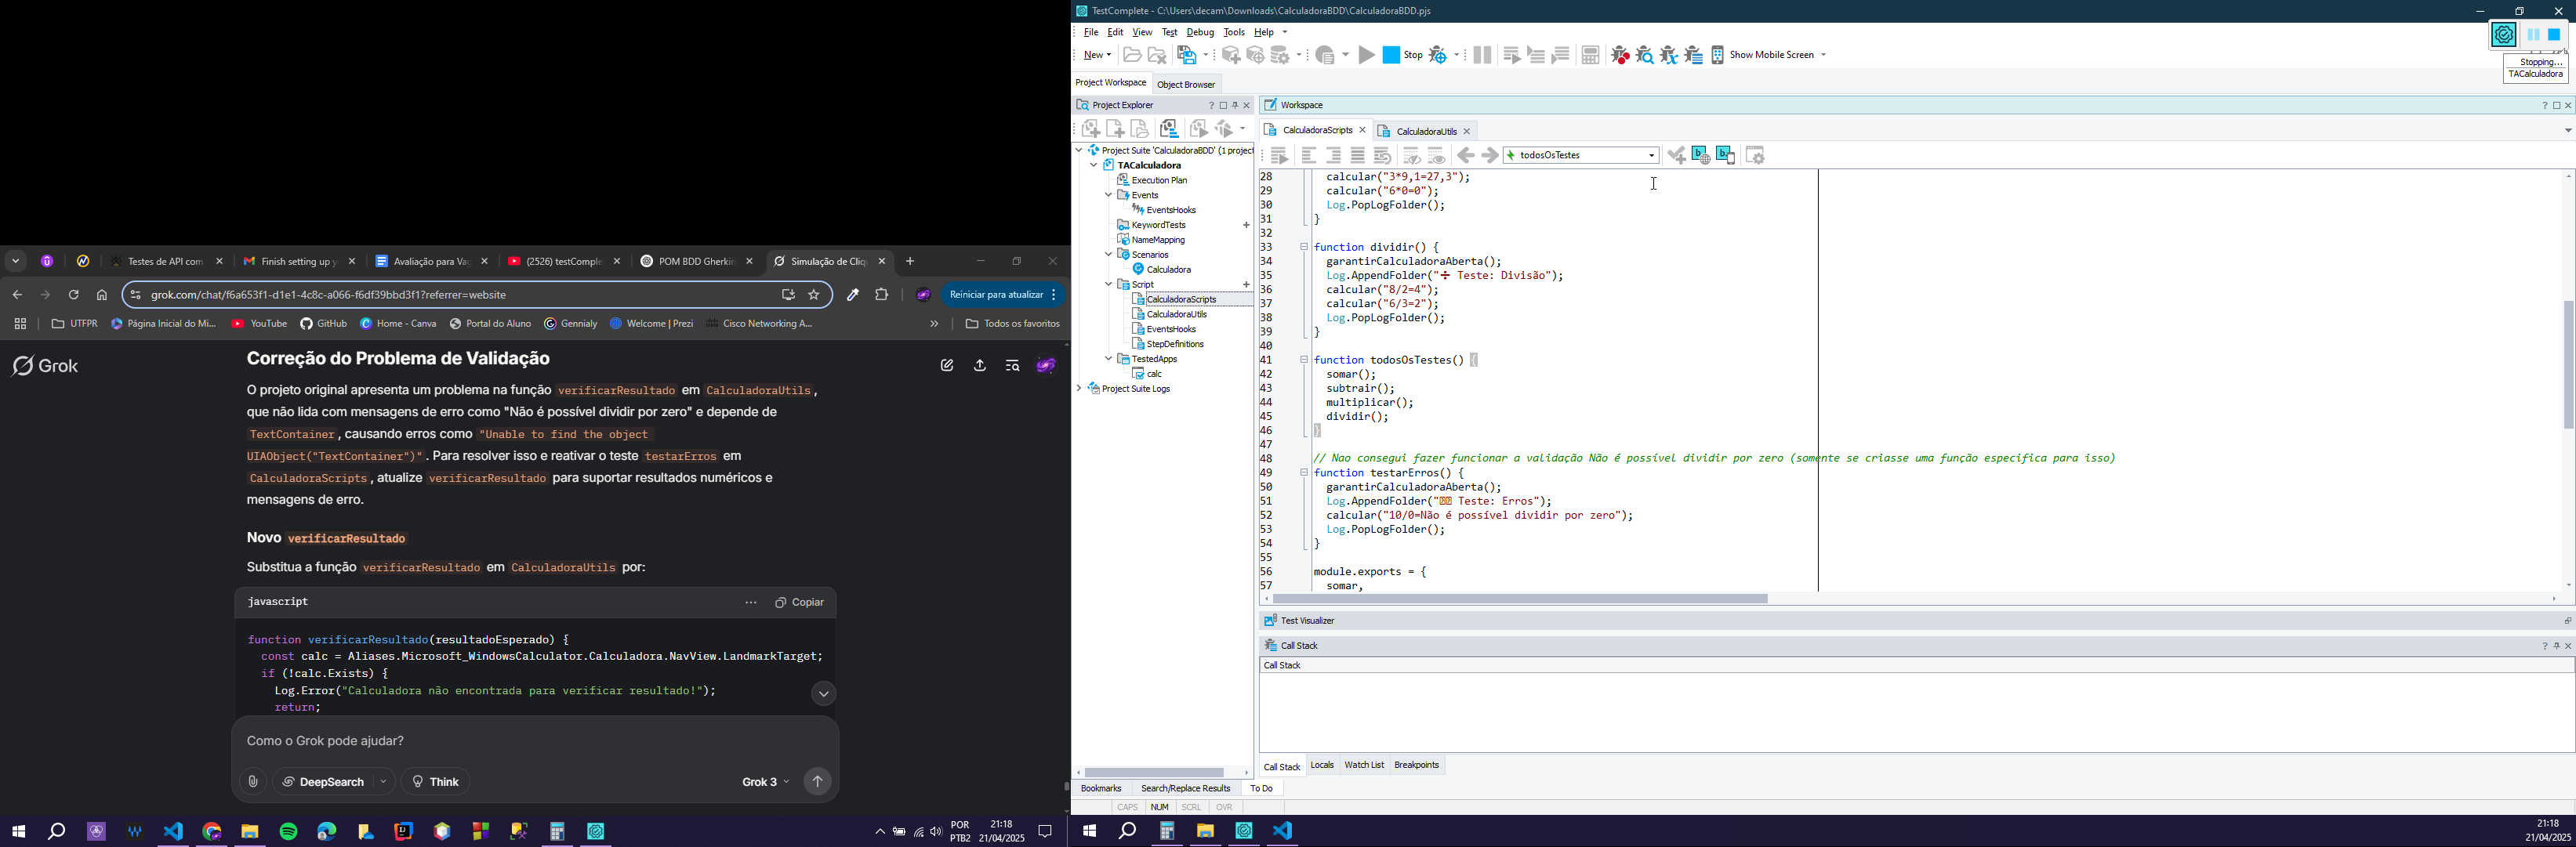 Testes de API com
Finish setting up y
Avaliação para Vag
(2526) testComple
POM BDD Gherkin
Simulação de Cliqu
grok.com/chat/f6a653f1-d1e1-4c8c-a066-f6df39bbd3f1?referrer=website
Reiniciar para atualizar
UTFPR
Página Inicial do Mi...
YouTube
GitHub
Home - Canva
Portal do Aluno
Gennialy
Welcome | Prezi
Cisco Networking A...
Todos os favoritos
Grok
Correção do Problema de Validação
O projeto original apresenta um problema na função verificarResultado em CalculadoraUtils,
que não lida com mensagens de erro como "Não é possível dividir por zero" e depende de
TextContainer, causando erros como "Unable to find the object
UIAObject("TextContainer")". Para resolver isso e reativar o teste testarErros em
CalculadoraScripts, atualize verificarResultado para suportar resultados numéricos e
mensagens de erro.
Novo verificarResultado
Substitua a função verificarResultado em CalculadoraUtils por:
javascript
Copiar
function verificarResultado(resultadoEsperado) {
const calc = Aliases.Microsoft_WindowsCalculator.Calculadora.NavView.LandmarkTarget;
if (!calc.Exists) {
Log.Error("Calculadora não encontrada para verificar resultado!");
return;
Como o Grok pode ajudar?
DeepSearch
Think
Grok 3
POR
PTB2
21:18
21/04/2025
TestComplete - C:\Users\decam\Downloads\CalculadoraBDD\CalculadoraBDD.pjs
File Edit View Test Debug Tools Help
New
Stop
Show Mobile Screen
Stopping...
TACalculadora
Project Workspace
Object Browser
Project Explorer
Project Suite 'CalculadoraBDD' (1 project
TACalculadora
Execution Plan
Events
EventsHooks
KeywordTests
NameMapping
Scenarios
Calculadora
Script
CalculadoraScripts
CalculadoraUtils
EventsHooks
StepDefinitions
TestedApps
calc
Project Suite Logs
Workspace
CalculadoraScripts
CalculadoraUtils
todosOsTestes
28 calcular("3*9,1=27,3");
29 calcular("6*0=0");
30 Log.PopLogFolder();
31 }
32
33 function dividir() {
34 garantirCalculadoraAberta();
35 Log.AppendFolder("➗ Teste: Divisão");
36 calcular("8/2=4");
37 calcular("6/3=2");
38 Log.PopLogFolder();
39 }
40
41 function todosOsTestes() {
42 somar();
43 subtrair();
44 multiplicar();
45 dividir();
46 }
47
48 // Nao consegui fazer funcionar a validação Não é possível dividir por zero (somente se criasse uma função especifica para isso)
49 function testarErros() {
50 garantirCalculadoraAberta();
51 Log.AppendFolder(" Teste: Erros");
52 calcular("10/0=Não é possível dividir por zero");
53 Log.PopLogFolder();
54 }
55
56 module.exports = {
57 somar,
Test Visualizer
Call Stack
Call Stack
Call Stack
Locals
Watch List
Breakpoints
Bookmarks
Search/Replace Results
To Do
CAPS
NUM
SCRL
OVR
21:18
21/04/2025